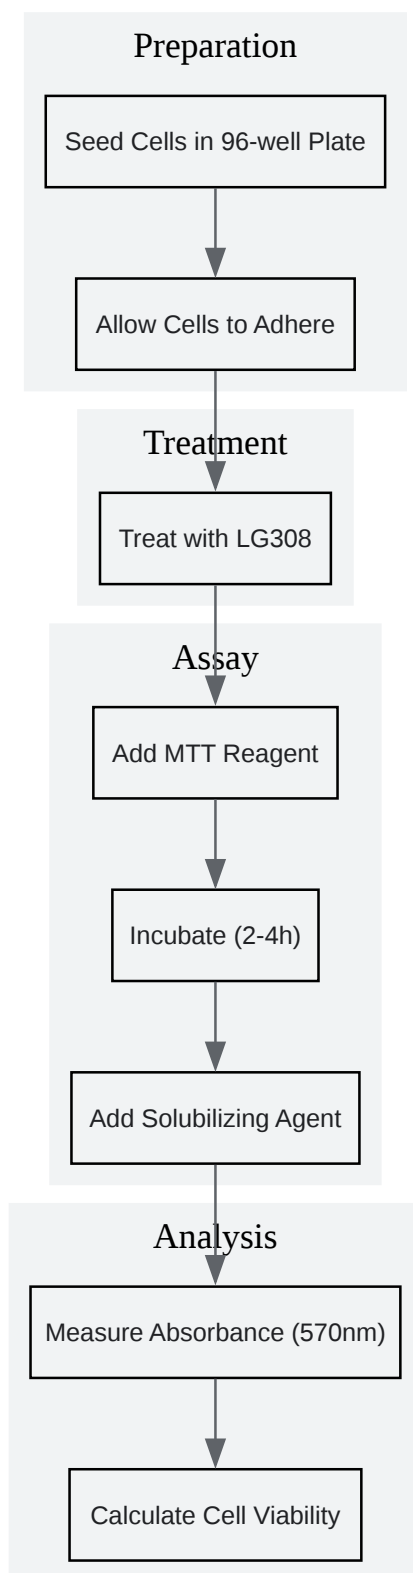 Preparation
Seed Cells in 96-well Plate
Allow Cells to Adhere
Treatment
Treat with LG308
Assay
Add MTT Reagent
Incubate (2-4h)
Add Solubilizing Agent
Analysis
Measure Absorbance (570nm)
Calculate Cell Viability